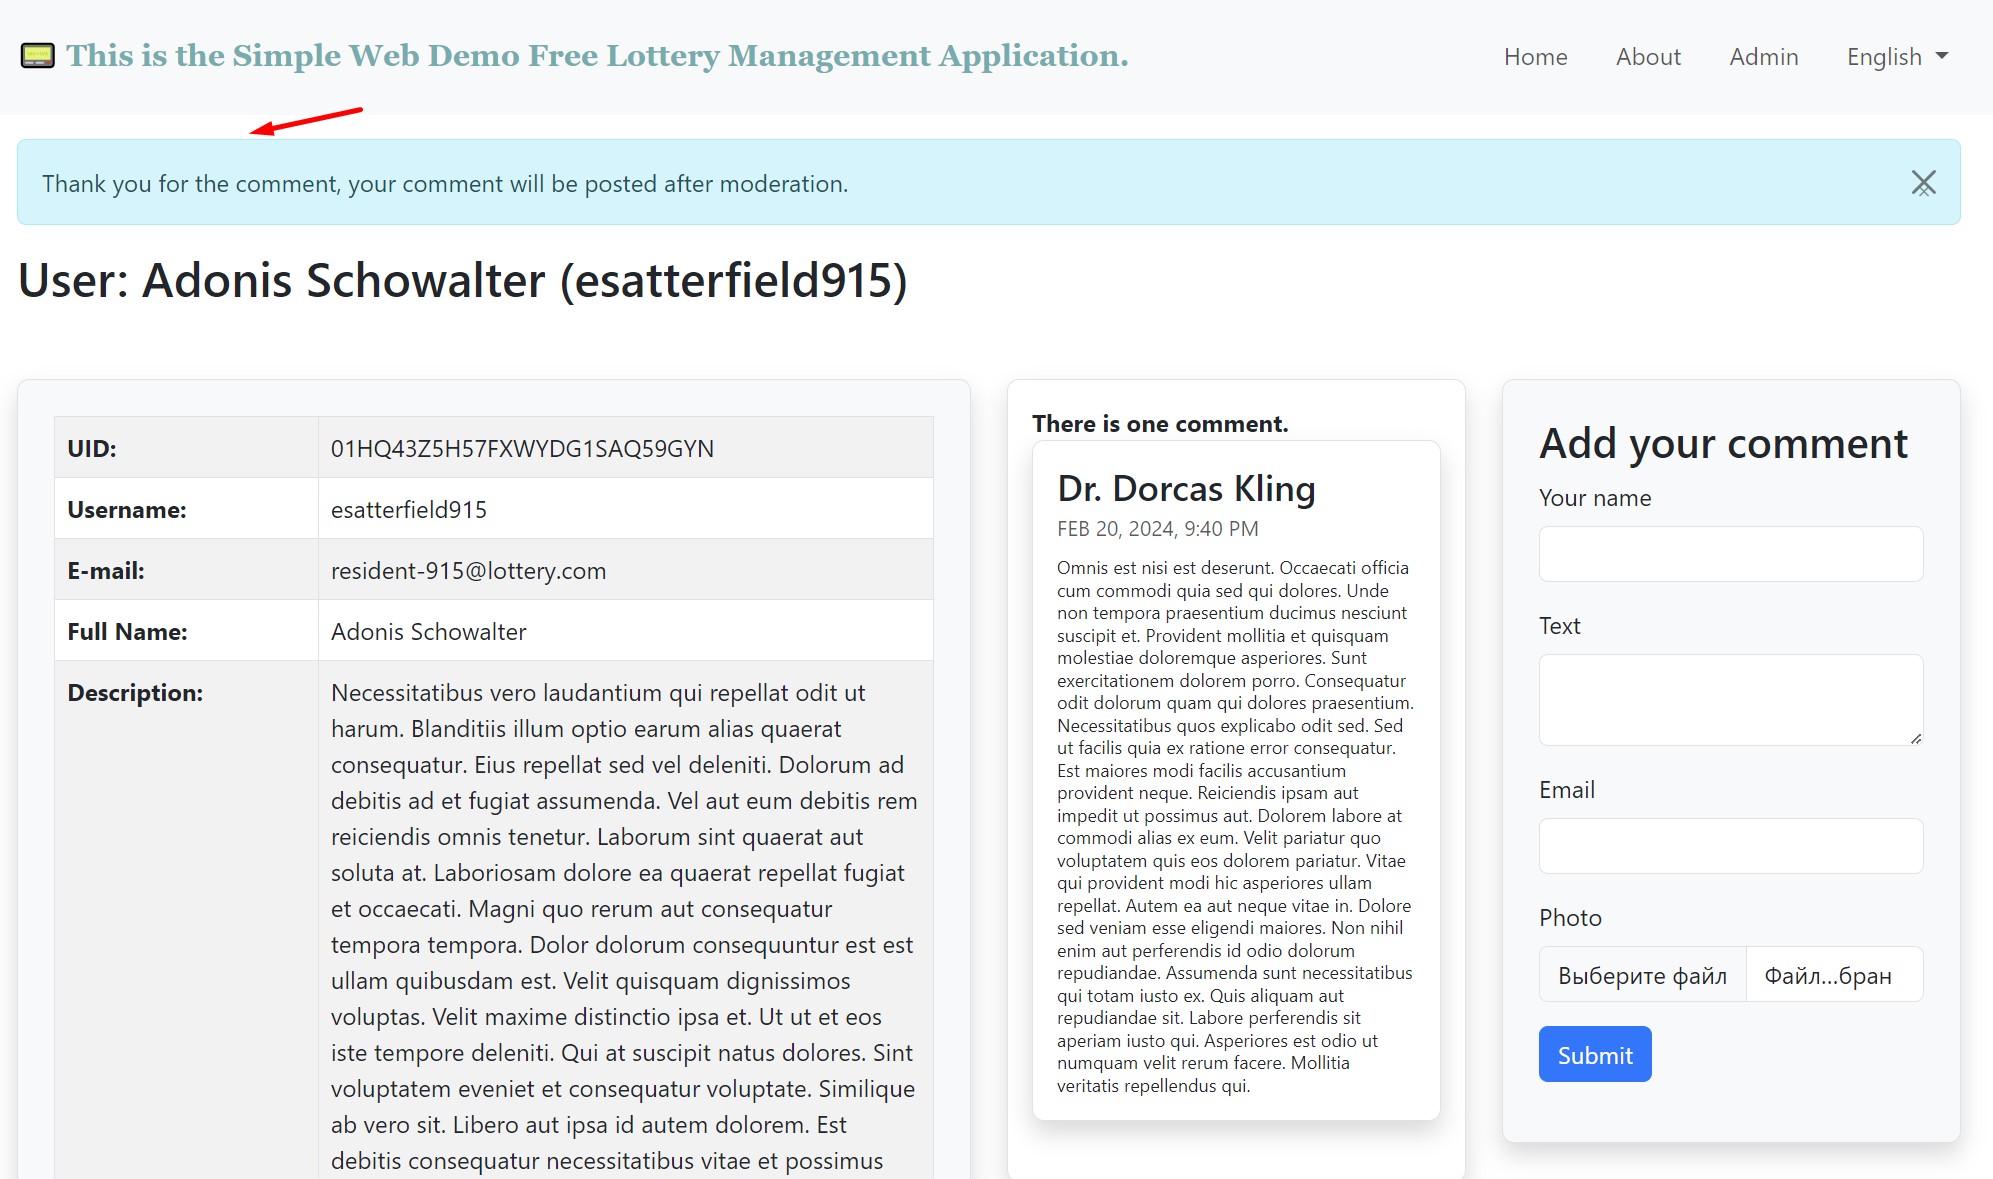 This is the Simple Web Demo Free Lottery Management Application.
Home About Admin English
Thank you for the comment, your comment will be posted after moderation.
User: Adonis Schowalter (esatterfield915)
UID: 01HQ43Z5H57FXWYDG1SAQ59GYN
Username: esatterfield915
E-mail: resident-915@lottery.com
Full Name: Adonis Schowalter
Description: Necessitatibus vero laudantium qui repellat odit ut
harum. Blanditiis illum optio earum alias quaerat
consequatur. Eius repellat sed vel deleniti. Dolorum ad
debitis ad et fugiat assumenda. Vel aut eum debitis rem
reiciendis omnis tenetur. Laborum sint quaerat aut
soluta at. Laboriosam dolore ea quaerat repellat fugiat
et occaecati. Magni quo rerum aut consequatur
tempora tempora. Dolor dolorum consequuntur est est
ullam quibusdam est. Velit quisquam dignissimos
voluptas. Velit maxime distinctio ipsa et. Ut ut et eos
iste tempore deleniti. Qui at suscipit natus dolores. Sint
voluptatem eveniet et consequatur voluptate. Similique
ab vero sit. Libero aut ipsa id autem dolorem. Est
debitis consequatur necessitatibus vitae et possimus
There is one comment.
Dr. Dorcas Kling
FEB 20, 2024, 9:40 PM
Omnis est nisi est deserunt. Occaecati officia
cum commodi quia sed qui dolores. Unde
non tempora praesentium ducimus nesciunt
suscipit et. Provident mollitia et quisquam
molestiae doloremque asperiores. Sunt
exercitationem dolorem porro. Consequatur
odit dolorum quam qui dolores praesentium.
Necessitatibus quos explicabo odit sed. Sed
ut facilis quia ex ratione error consequatur.
Est maiores modi facilis accusantium
provident neque. Reiciendis ipsam aut
impedit ut possimus aut. Dolorem labore at
commodi alias ex eum. Velit pariatur quo
voluptatem quis eos dolorem pariatur. Vitae
qui provident modi hic asperiores ullam
repellat. Autem ea aut neque vitae in. Dolore
sed veniam esse eligendi maiores. Non nihil
enim aut perferendis id odio dolorum
repudiandae. Assumenda sunt necessitatibus
qui totam iusto ex. Quis aliquam aut
repudiandae sit. Labore perferendis sit
aperiam iusto qui. Asperiores est odio ut
numquam velit rerum facere. Mollitia
veritatis repellendus qui.
Add your comment
Your name
Text
Email
Photo
Выберите файл Файл...бран
Submit